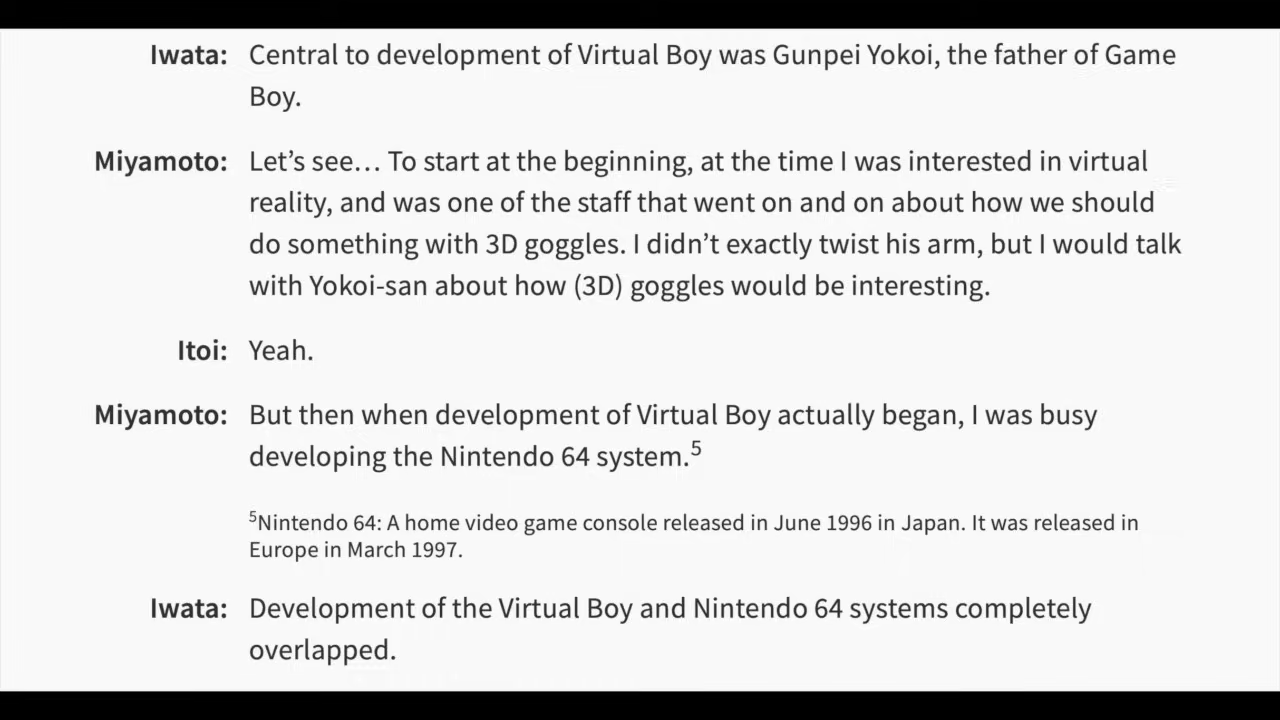 Iwata: Central to development of Virtual Boy was Gunpei Yokoi, the father of Game
Boy.
Miyamoto: Let’s see… To start at the beginning, at the time I was interested in virtual
reality, and was one of the staff that went on and on about how we should
do something with 3D goggles. I didn’t exactly twist his arm, but I would talk
with Yokoi-san about how (3D) goggles would be interesting.
Itoi: Yeah.
Miyamoto: But then when development of Virtual Boy actually began, I was busy
developing the Nintendo 64 system.⁵
⁵Nintendo 64: A home video game console released in June 1996 in Japan. It was released in
Europe in March 1997.
Iwata: Development of the Virtual Boy and Nintendo 64 systems completely
overlapped.